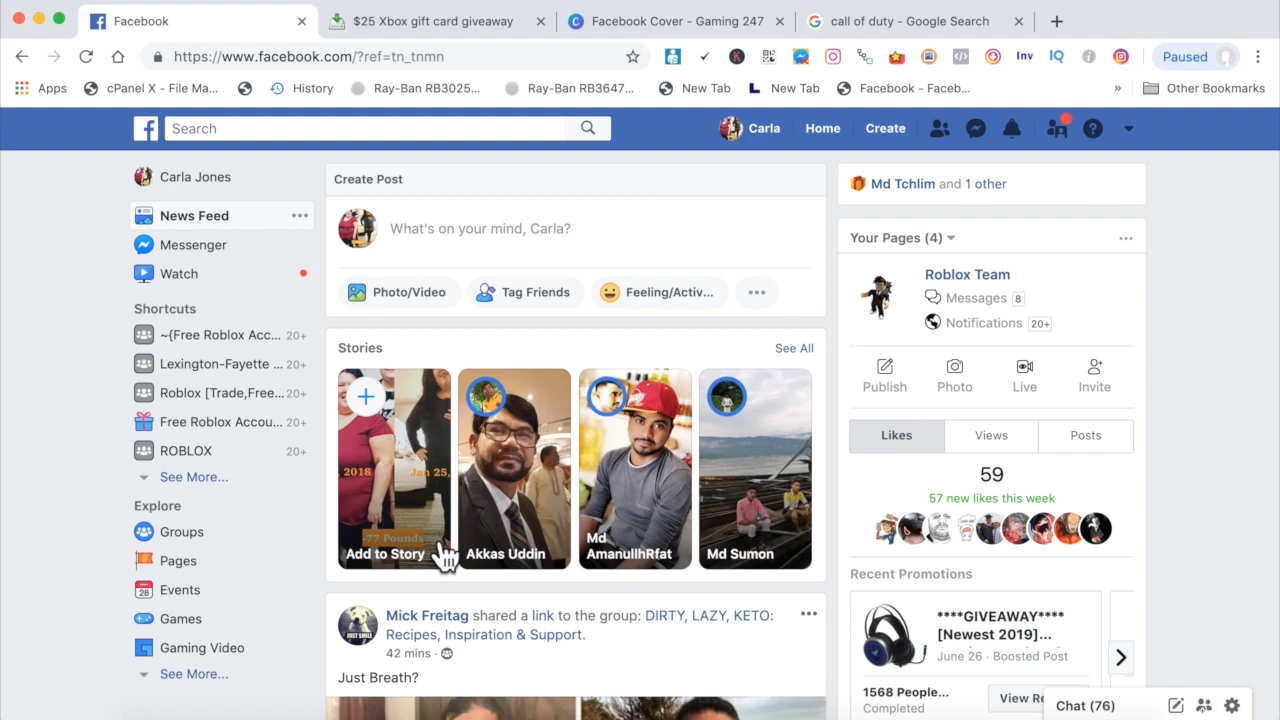 Facebook
$25 Xbox gift card giveaway
Facebook Cover - Gaming 247
call of duty - Google Search
https://www.facebook.com/?ref=tn_tnmn
Inv
IQ
Paused
Apps
cPanel X - File Ma...
History
Ray-Ban RB3025...
Ray-Ban RB3647...
New Tab
New Tab
Facebook - Faceb...
»
Other Bookmarks
Search
Carla
Home
Create
Carla Jones
News Feed
Messenger
Watch
Shortcuts
~{Free Roblox Acc... 20+
Lexington-Fayette ... 20+
Roblox [Trade,Free... 20+
Free Roblox Accou... 20+
ROBLOX 20+
See More...
Explore
Groups
Pages
28
Events
Games
Gaming Video
See More...
Create Post
What's on your mind, Carla?
Photo/Video
Tag Friends
Feeling/Activ...
Stories
See All
, 2018
Jan 25,
-77 Pounds
Add to Story
Akkas Uddin
Md
AmanullhRfat
Md Sumon
Mick Freitag shared a link to the group: DIRTY, LAZY, KETO:
Recipes, Inspiration & Support.
42 mins ·
JUST SMILE
Just Breath?
Md Tchlim and 1 other
Your Pages (4)
Roblox Team
Messages 8
Notifications 20+
Publish
Photo
Live
Invite
Likes
Views
Posts
59
57 new likes this week
Recent Promotions
****GIVEAWAY****
[Newest 2019]...
June 26 · Boosted Post
1568 People...
Completed
View Re
Chat (76)